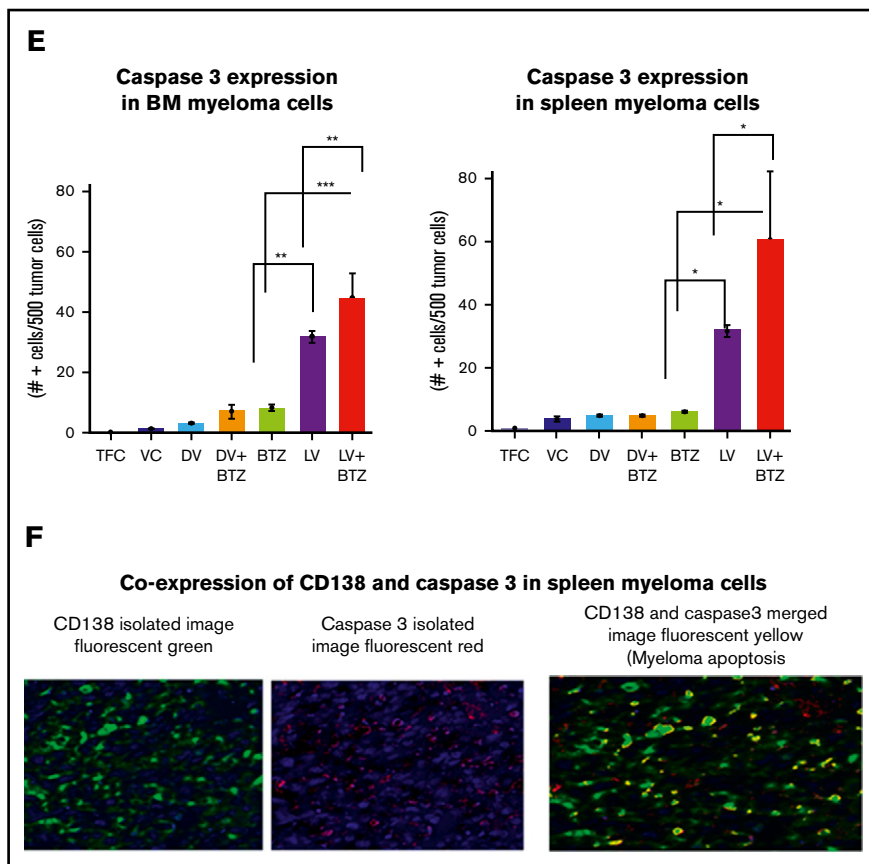 E
Caspase 3 expression
in BM myeloma cells
(# + cells/500 tumor cells)
80
60
40
20
0
**
***
**
TFC VC DV DV+ BTZ LV LV+
BTZ BTZ
Caspase 3 expression
in spleen myeloma cells
(# + cells/500 tumor cells)
80
60
40
20
0
*
*
*
TFC VC DV DV+ BTZ LV LV+
BTZ BTZ
F
Co-expression of CD138 and caspase 3 in spleen myeloma cells
CD138 isolated image
fluorescent green
Caspase 3 isolated
image fluorescent red
CD138 and caspase3 merged
image fluorescent yellow
(Myeloma apoptosis